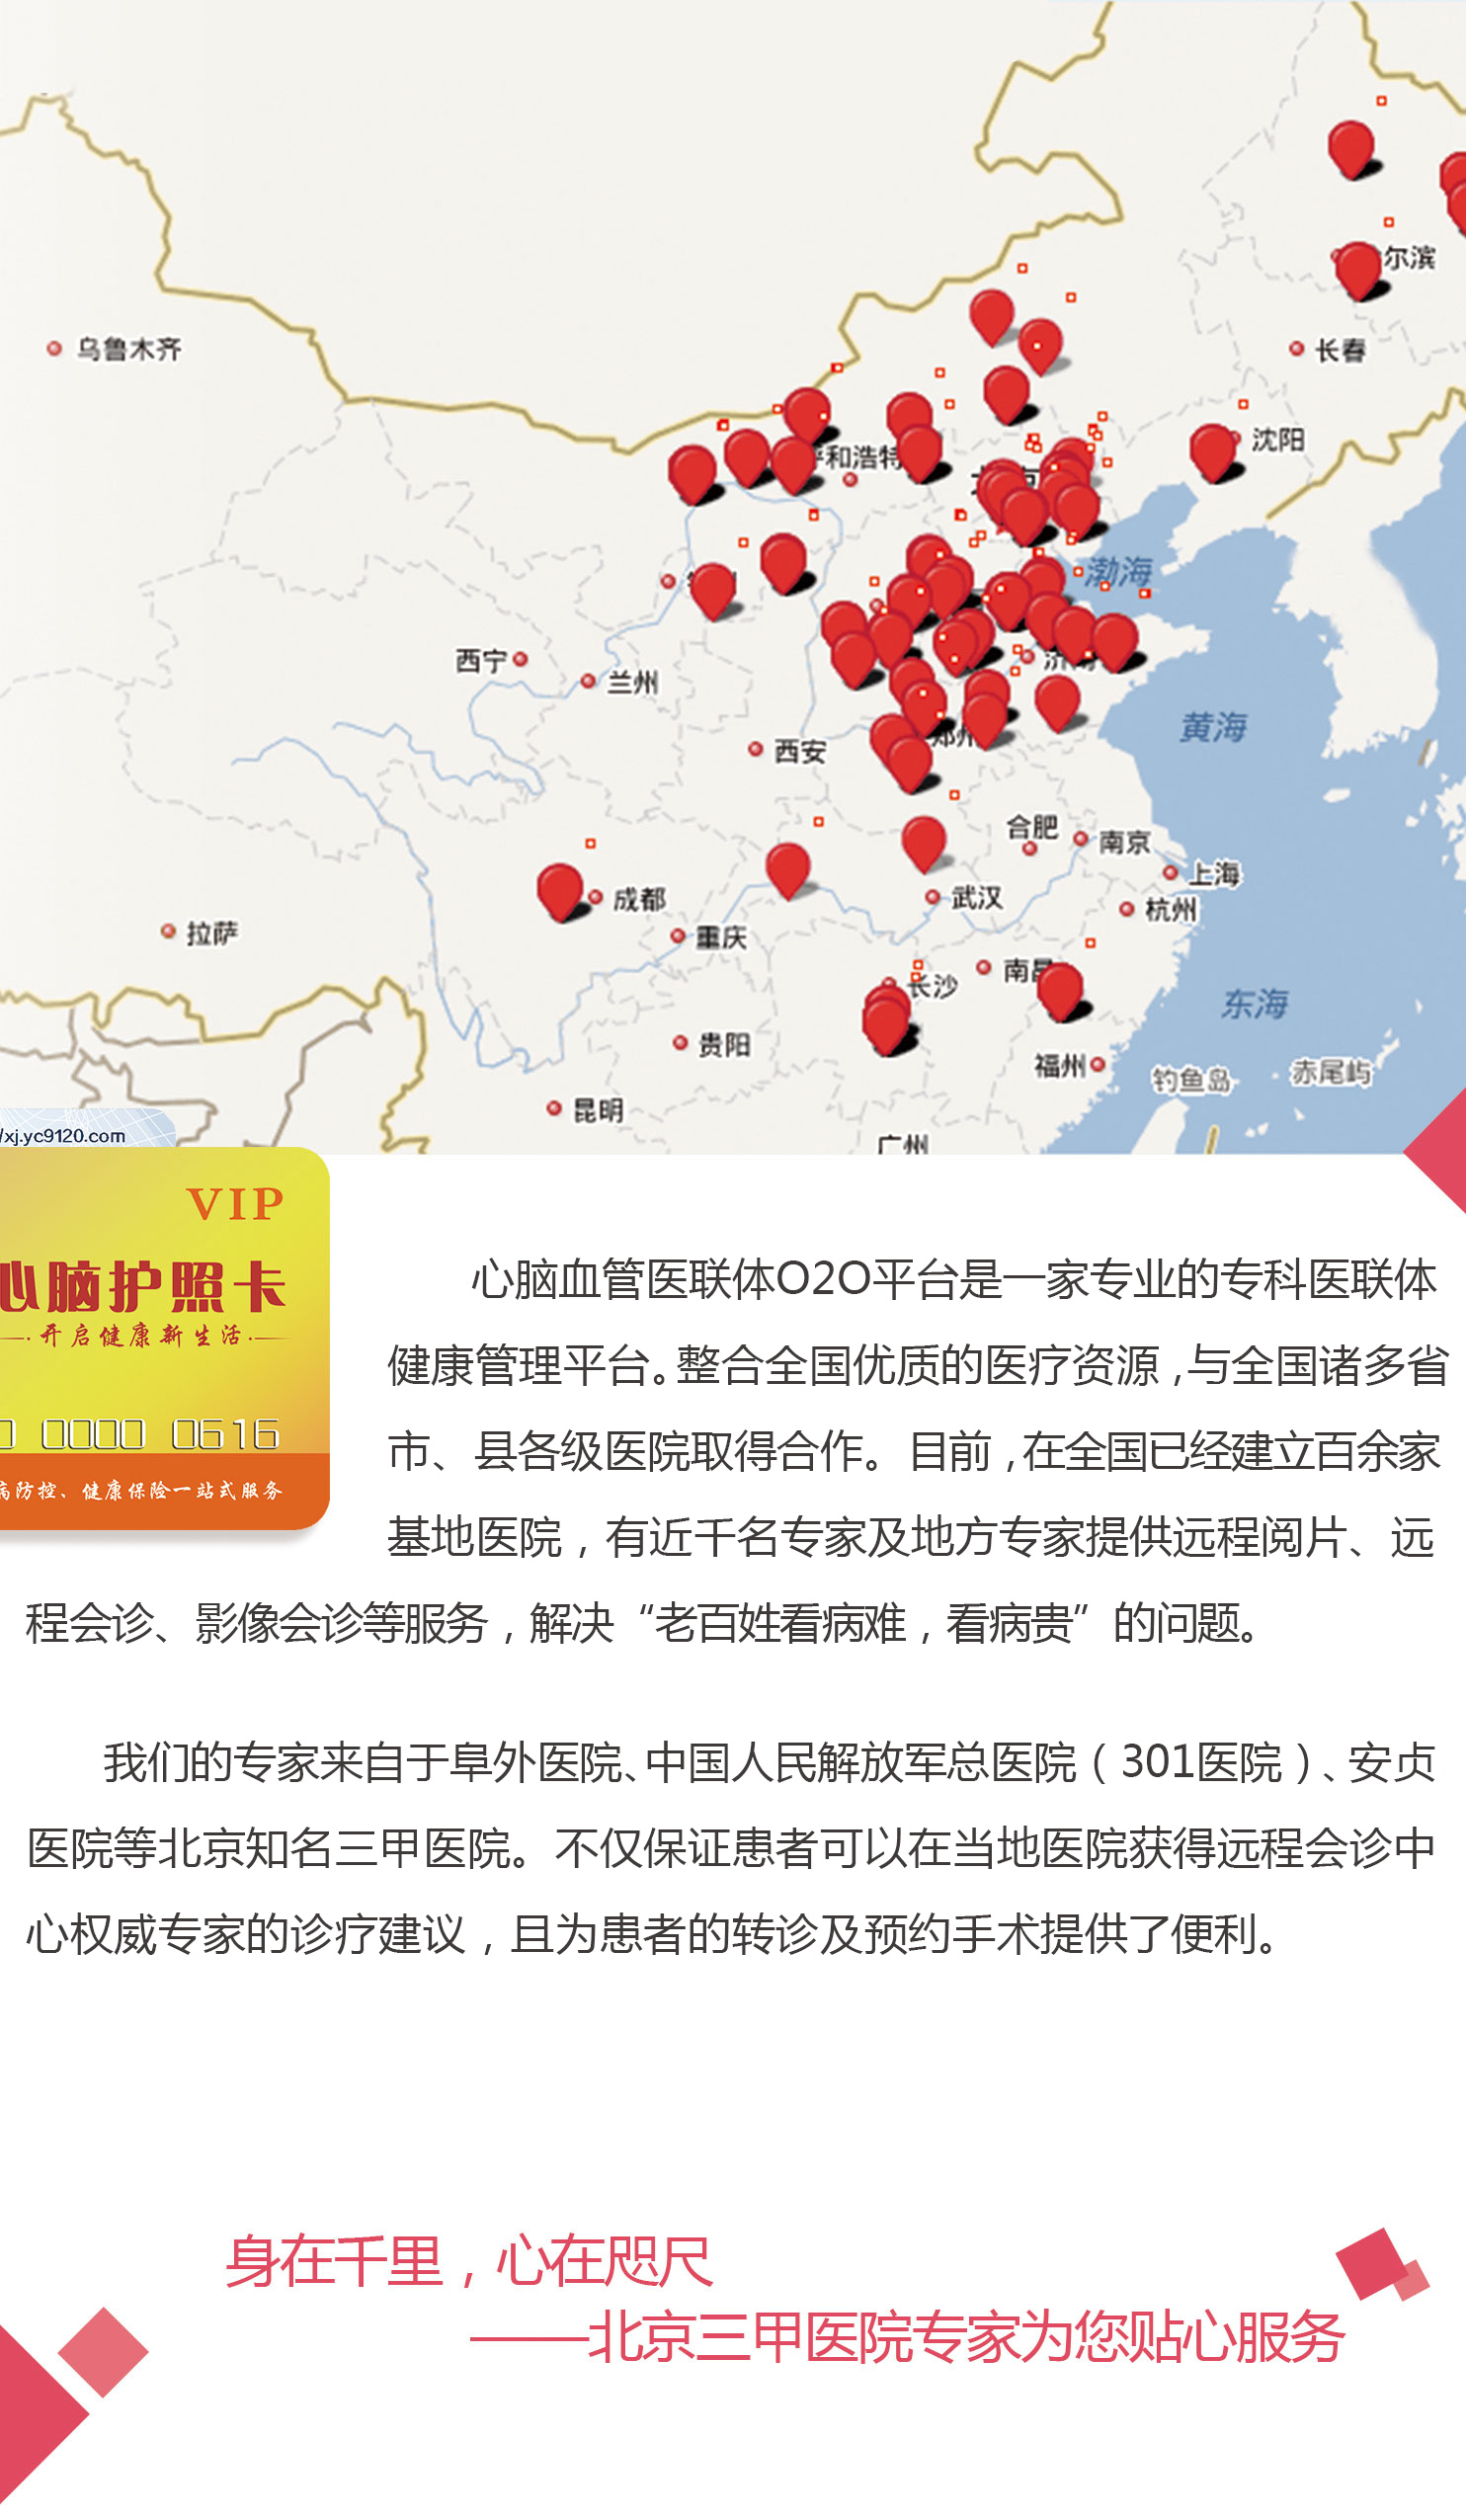 尔滨
乌鲁木齐
长春
沈阳
呼和浩特
渤海
西宁
兰州
黄海
西安
郑州
合肥
南京
上海
成都
武汉
杭州
拉萨
重庆
南昌
长沙
东海
贵阳
福州
钓鱼岛
赤尾屿
昆明
广州
/xj.yc9120.com
VIP
心脑护照卡
开启健康新生活
0 0000 0616
病防控、健康保险一站式服务
心脑血管医联体O2O平台是一家专业的专科医联体
健康管理平台。整合全国优质的医疗资源,与全国诸多省
市、县各级医院取得合作。目前,在全国已经建立百余家
基地医院，有近千名专家及地方专家提供远程阅片、远
程会诊、影像会诊等服务，解决“老百姓看病难，看病贵”的问题。
我们的专家来自于阜外医院、中国人民解放军总医院（301医院）、安贞
医院等北京知名三甲医院。不仅保证患者可以在当地医院获得远程会诊中
心权威专家的诊疗建议，且为患者的转诊及预约手术提供了便利。
身在千里，心在咫尺
——北京三甲医院专家为您贴心服务